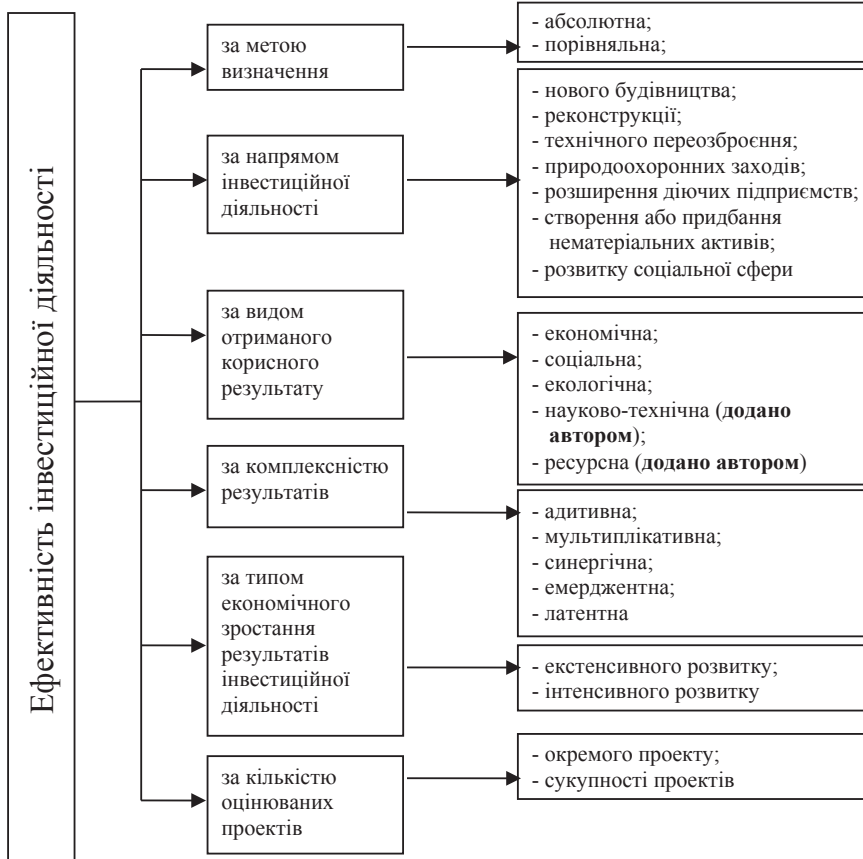 Ефективність інвестиційної діяльності
за метою
визначення
- абсолютна;
- порівняльна;
за напрямом
інвестиційної
діяльності
- нового будівництва;
- реконструкції;
- технічного переозброєння;
- природоохоронних заходів;
- розширення діючих підприємств;
- створення або придбання
нематеріальних активів;
- розвитку соціальної сфери
за видом
отриманого
корисного
результату
- економічна;
- соціальна;
- екологічна;
- науково-технічна (додано
автором);
- ресурсна (додано автором)
за комплексністю
результатів
- адитивна;
- мультиплікативна;
- синергічна;
- емерджентна;
- латентна
за типом
економічного
зростання
результатів
інвестиційної
діяльності
- екстенсивного розвитку;
- інтенсивного розвитку
за кількістю
оцінюваних
проектів
- окремого проекту;
- сукупності проектів